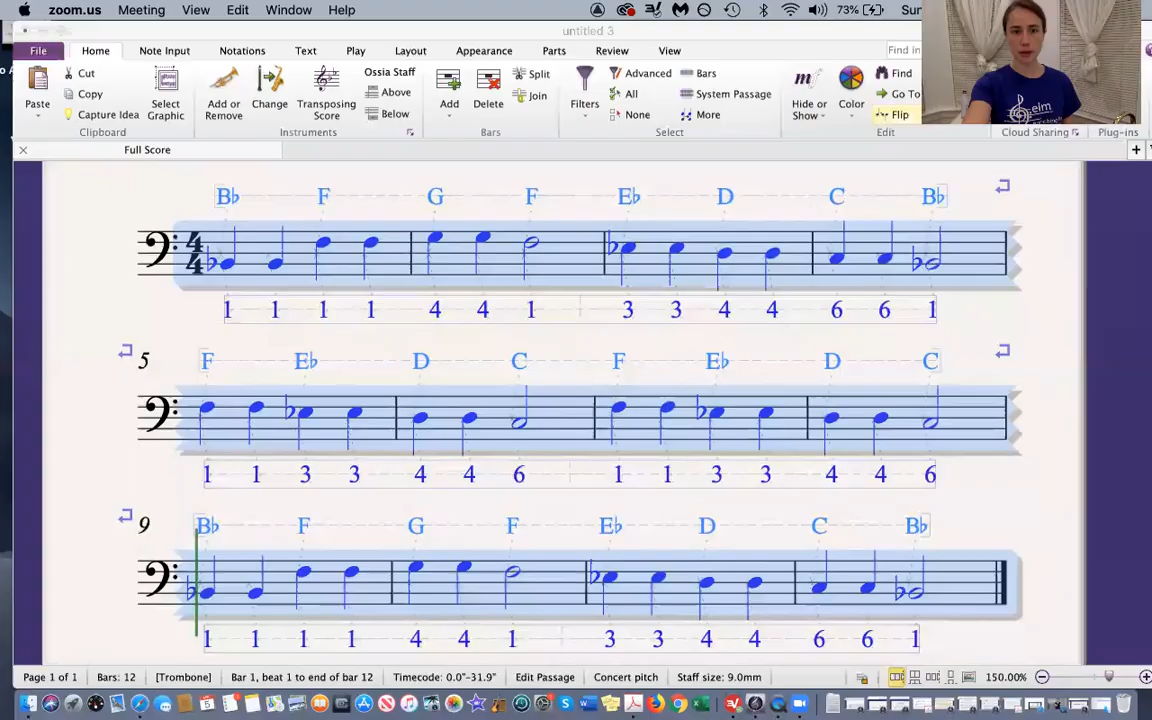 zoom.us Meeting View Edit Window Help 73% Sun
untitled 3
File Home Note Input Notations Text Play Layout Appearance Parts Review View Find in
Paste Cut Copy Capture Idea Select Graphic Clipboard
Add or Remove Change Transposing Score Ossia Staff Above Below Instruments
Add Delete Split Join Bars
Filters Advanced All None Bars System Passage More Select
Hide or Show Color Find Go To Flip Edit
Cloud Sharing Plug-ins
elm
Full Score
B♭ F G F E♭ D C B♭
4
4
1 1 1 1 4 4 1 3 3 4 4 6 6 1
5 F E♭ D C F E♭ D C
1 1 3 3 4 4 6 1 1 3 3 4 4 6
9 B♭ F G F E♭ D C B♭
1 1 1 1 4 4 1 3 3 4 4 6 6 1
Page 1 of 1 Bars: 12 [Trombone] Bar 1, beat 1 to end of bar 12 Timecode: 0.0"-31.9" Edit Passage Concert pitch Staff size: 9.0mm 150.00%